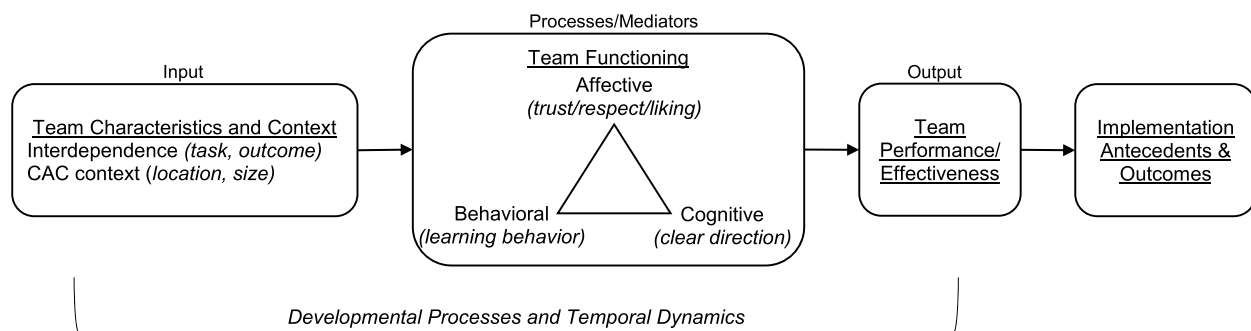 Processes/Mediators
Input
Team Characteristics and Context
Interdependence (task, outcome)
CAC context (location, size)
Team Functioning
Affective
(trust/respect/liking)
Behavioral
(learning behavior)
Cognitive
(clear direction)
Output
Team
Performance/
Effectiveness
Implementation
Antecedents &
Outcomes
Developmental Processes and Temporal Dynamics